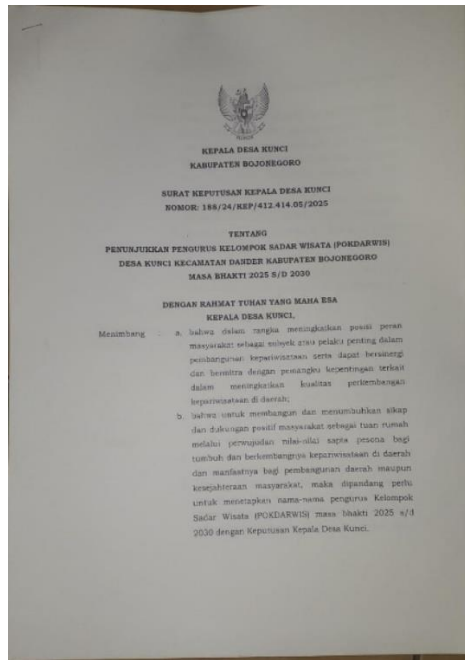 KEPALA DESA KUNCI
KABUPATEN BOJONEGORO
SURAT KEPUTUSAN KEPALA DESA KUNCI
NOMOR: 188/24/KEP/412.414.05/2025
TENTANG
PENUNJUKKAN PENGURUS KELOMPOK SADAR WISATA (POKDARWIS)
DESA KUNCI KECAMATAN DANDER KABUPATEN BOJONEGORO
MASA BHAKTI 2025 S/D 2030
DENGAN RAHMAT TUHAN YANG MAHA ESA
KEPALA DESA KUNCI,
Menimbang : a. bahwa dalam rangka meningkatkan posisi peran
masyarakat sebagai subyek atau pelaku penting dalam
pembangunan kepariwisataan serta dapat bersinergi
dan bermitra dengan pemangku kepentingan terkait
dalam meningkatkan kualitas perkembangan
kepariwisataan di daerah;
b. bahwa untuk membangun dan menumbuhkan sikap
dan dukungan positif masyarakat sebagai tuan rumah
melalui perwujudan nilai-nilai sapta pesona bagi
tumbuh dan berkembangnya kepariwisataan di daerah
dan manfaatnya bagi pembangunan daerah maupun
kesejahteraan masyarakat, maka dipandang perlu
untuk menetapkan nama-nama pengurus Kelompok
Sadar Wisata (POKDARWIS) masa bhakti 2025 s/d
2030 dengan Keputusan Kepala Desa Kunci.